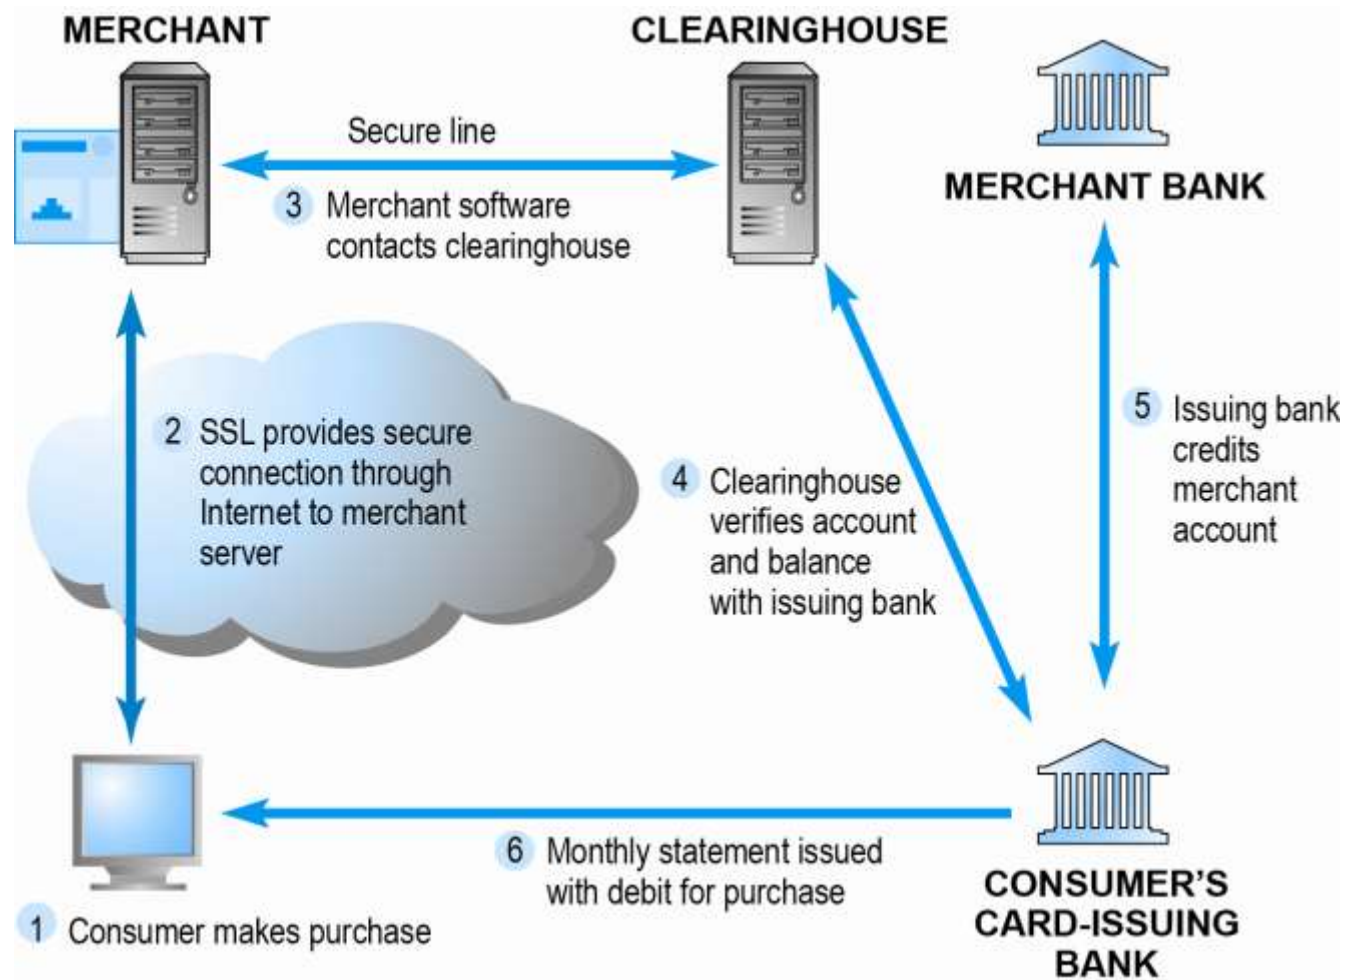 MERCHANT
CLEARINGHOUSE
Secure line
MERCHANT BANK
3 Merchant software
contacts clearinghouse
2 SSL provides secure
connection through
Internet to merchant
server
5 Issuing bank
credits
merchant
account
4 Clearinghouse
verifies account
and balance
with issuing bank
6 Monthly statement issued
with debit for purchase
CONSUMER'S
CARD-ISSUING
BANK
1 Consumer makes purchase